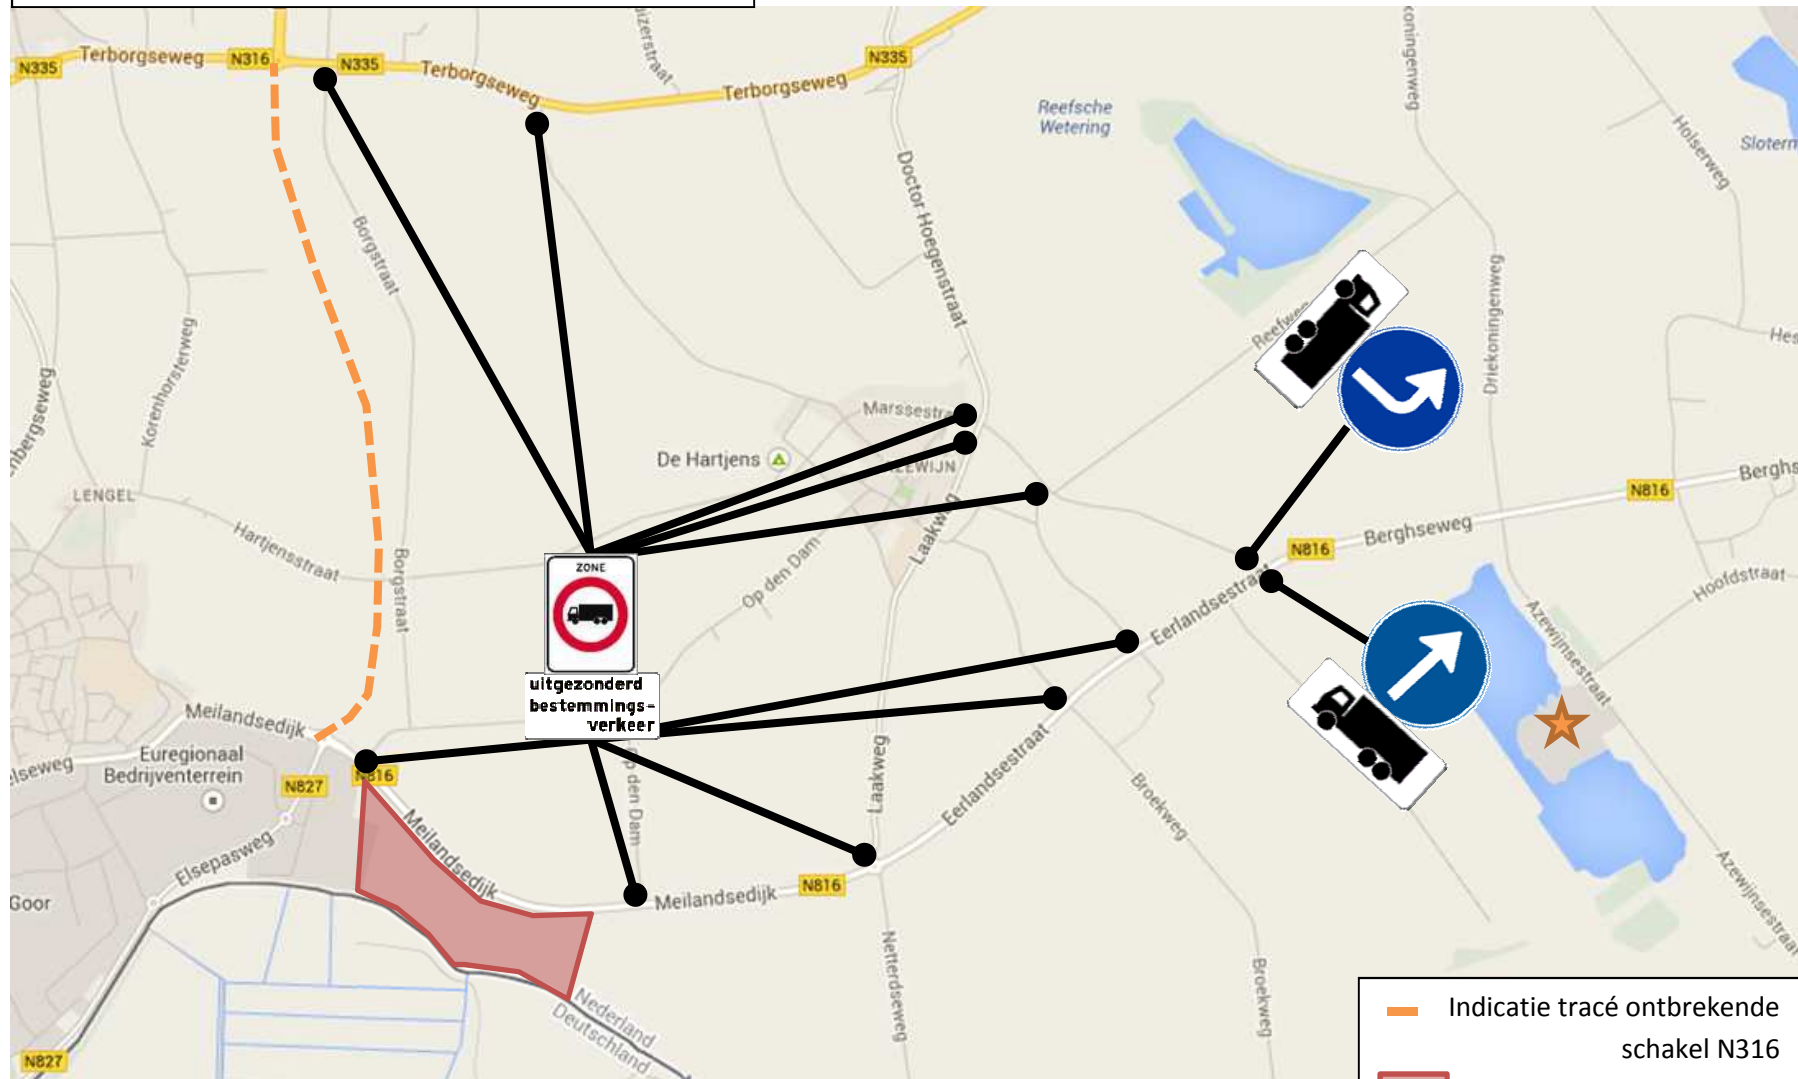 N335
Terborgseweg
N316
N335
Terborgseweg
Terborgseweg
N335
Reefsche
Wetering
Holserweg
Doctor Hoegenstraat
Borgstraat
Korenhorsterweg
Driekoningenweg
Marssestra
De Hartjens
LENGEL
Hartjensstraat
Borgstraat
Op den Dam
N816
Berghseweg
N816
Eerlandsestraat
Hoofdstraat
Azewijnsestraat
ZONE
uitgezonderd
bestemmings-
verkeer
Meilandsedijk
Euregionaal
Bedrijventerrein
N827
N816
Meilandsedijk
Elsepasweg
Laakweg
Eerlandsestraat
Broekweg
Meilandsedijk
N816
Goor
Netterdseweg
Broekweg
Azewijnsestraat
Nederland
Deutschland
N827
Indicatie tracé ontbrekende
schakel N316